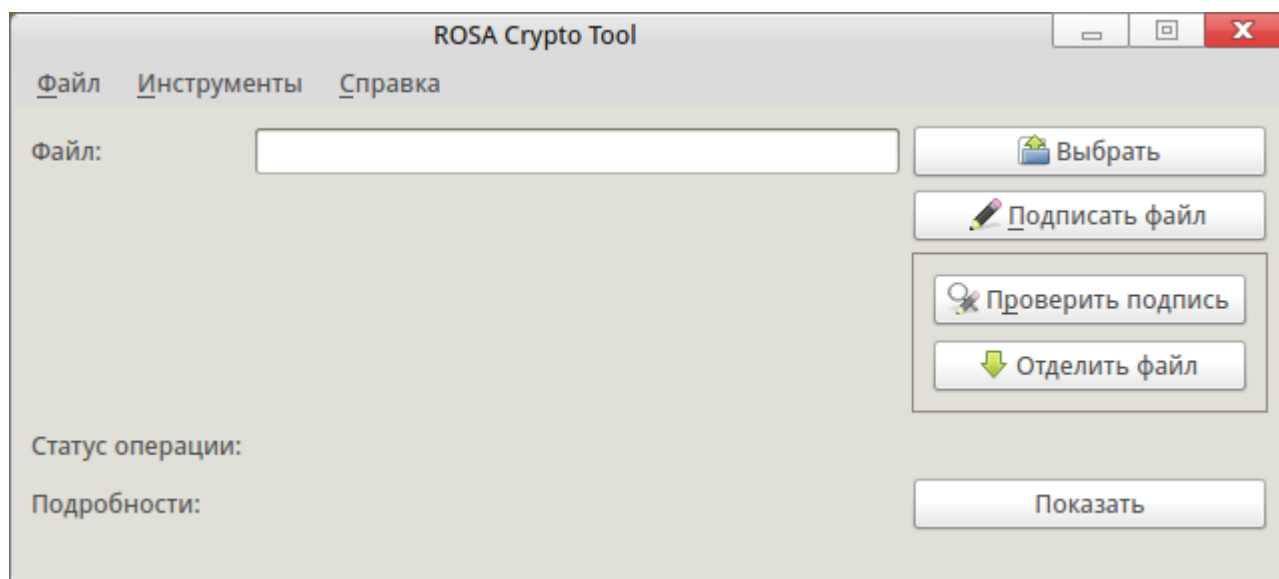 ROSA Crypto Tool
Файл Инструменты Справка
Файл: Выбрать
Подписать файл
Проверить подпись
Отделить файл
Статус операции:
Подробности: Показать